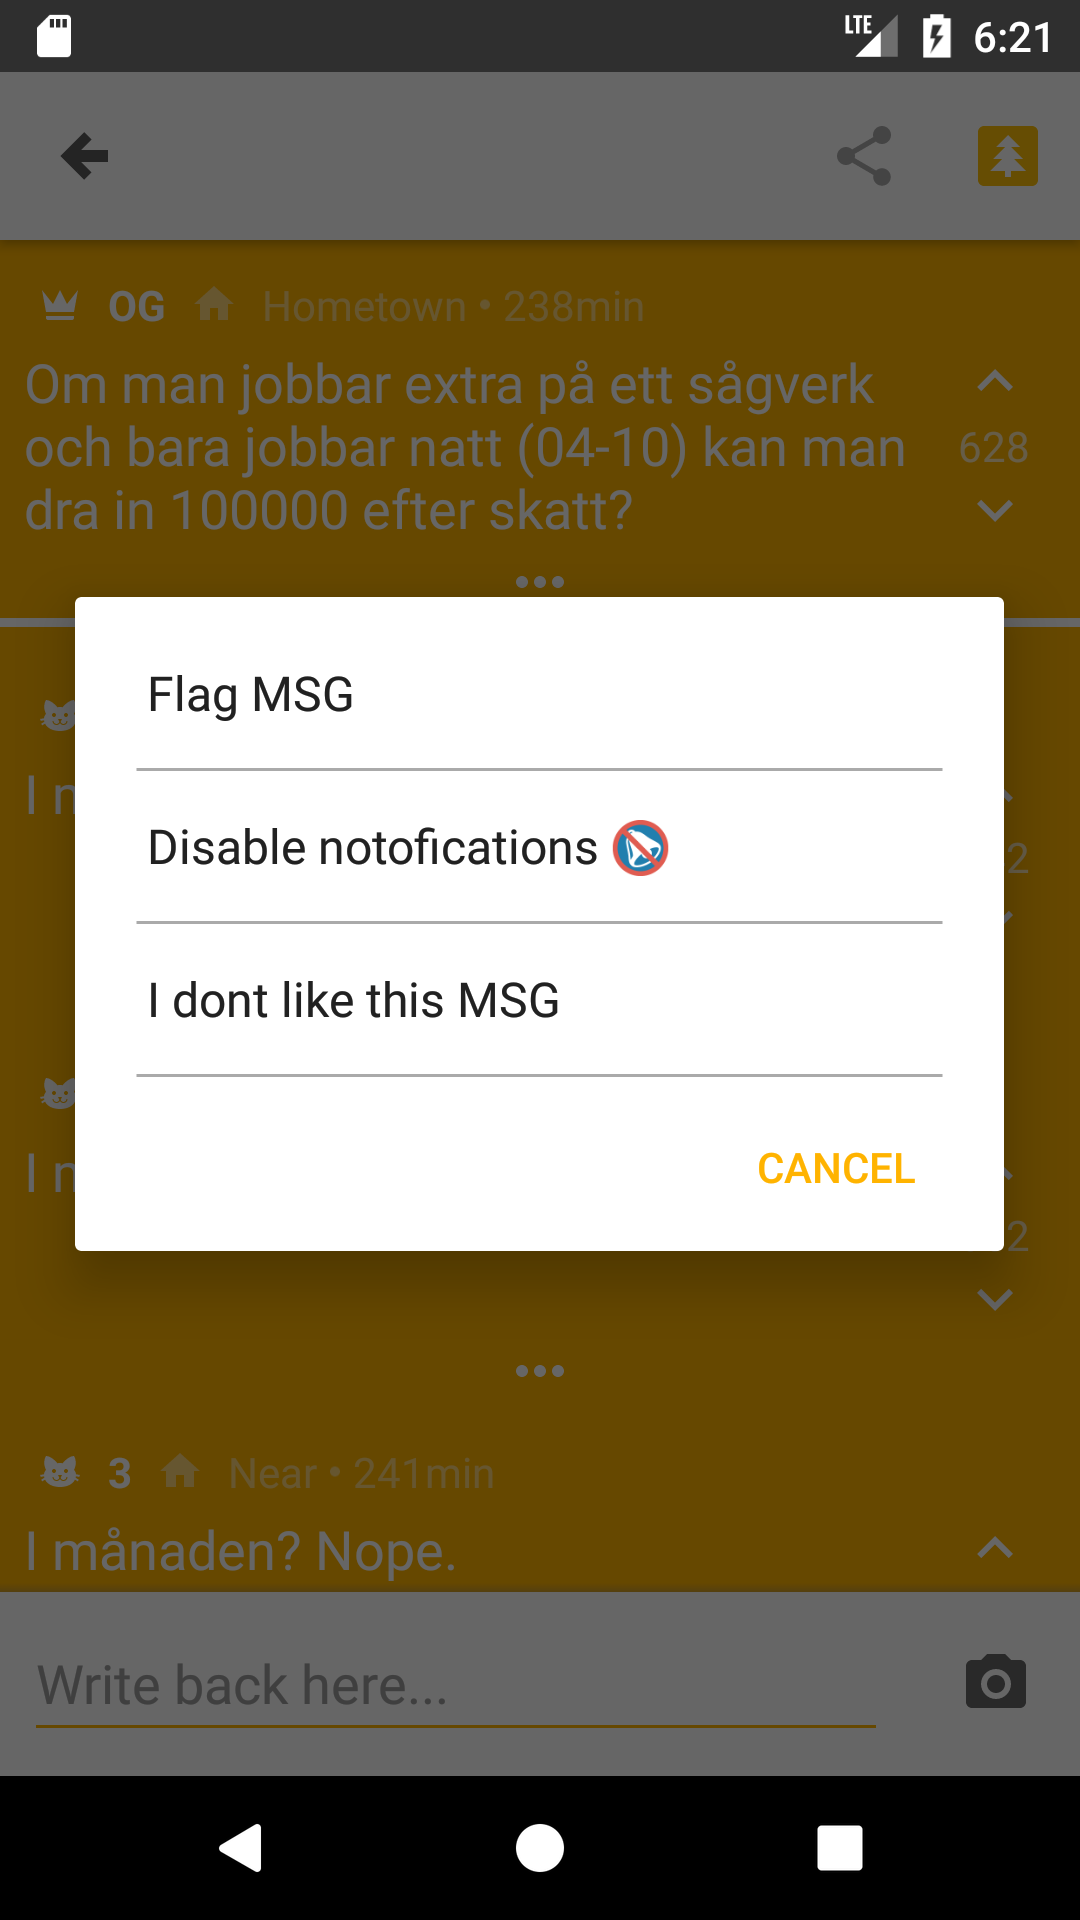 LTE 6:21
OG Hometown • 238min
Om man jobbar extra på ett sågverk
och bara jobbar natt (04-10) kan man
dra in 100000 efter skatt?
628
Flag MSG
I
2
Disable notofications
I dont like this MSG
I
2
CANCEL
3 Near • 241min
I månaden? Nope.
Write back here...